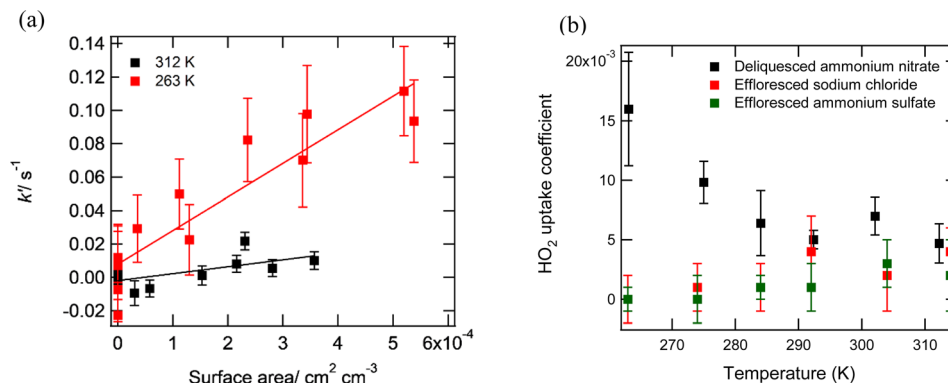 (a)
0.14
0.12
0.10
0.08
0.06
0.04
0.02
0.00
-0.02
k'/ s⁻¹
312 K
263 K
0 1 2 3 4 5 6x10⁻⁴
Surface area/ cm² cm⁻³
(b)
20x10⁻³
15
10
5
0
HO₂ uptake coefficient
Deliquesced ammonium nitrate
Effloresced sodium chloride
Effloresced ammonium sulfate
270 280 290 300 310
Temperature (K)